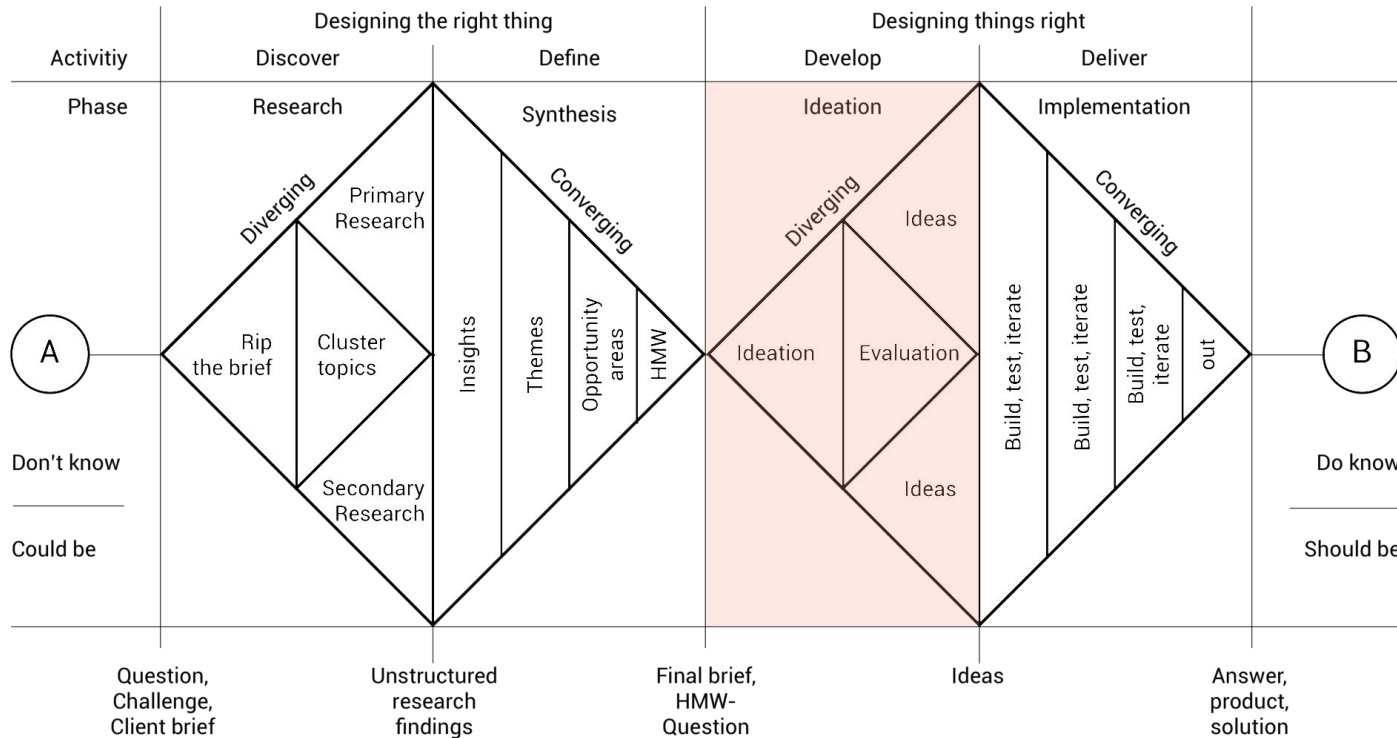 Designing the right thing
Designing things right
Activitiy
Discover
Define
Develop
Deliver
Phase
Research
Synthesis
Ideation
Implementation
Diverging
Converging
Diverging
Converging
Primary
Research
Ideas
A
Rip
the brief
Cluster
topics
Insights
Themes
Opportunity
areas
HMW
Ideation
Evaluation
Build, test, iterate
Build, test, iterate
Build, test,
iterate
out
B
Don't know
Could be
Secondary
Research
Ideas
Do know
Should be
Question,
Challenge,
Client brief
Unstructured
research
findings
Final brief,
HMW-
Question
Ideas
Answer,
product,
solution